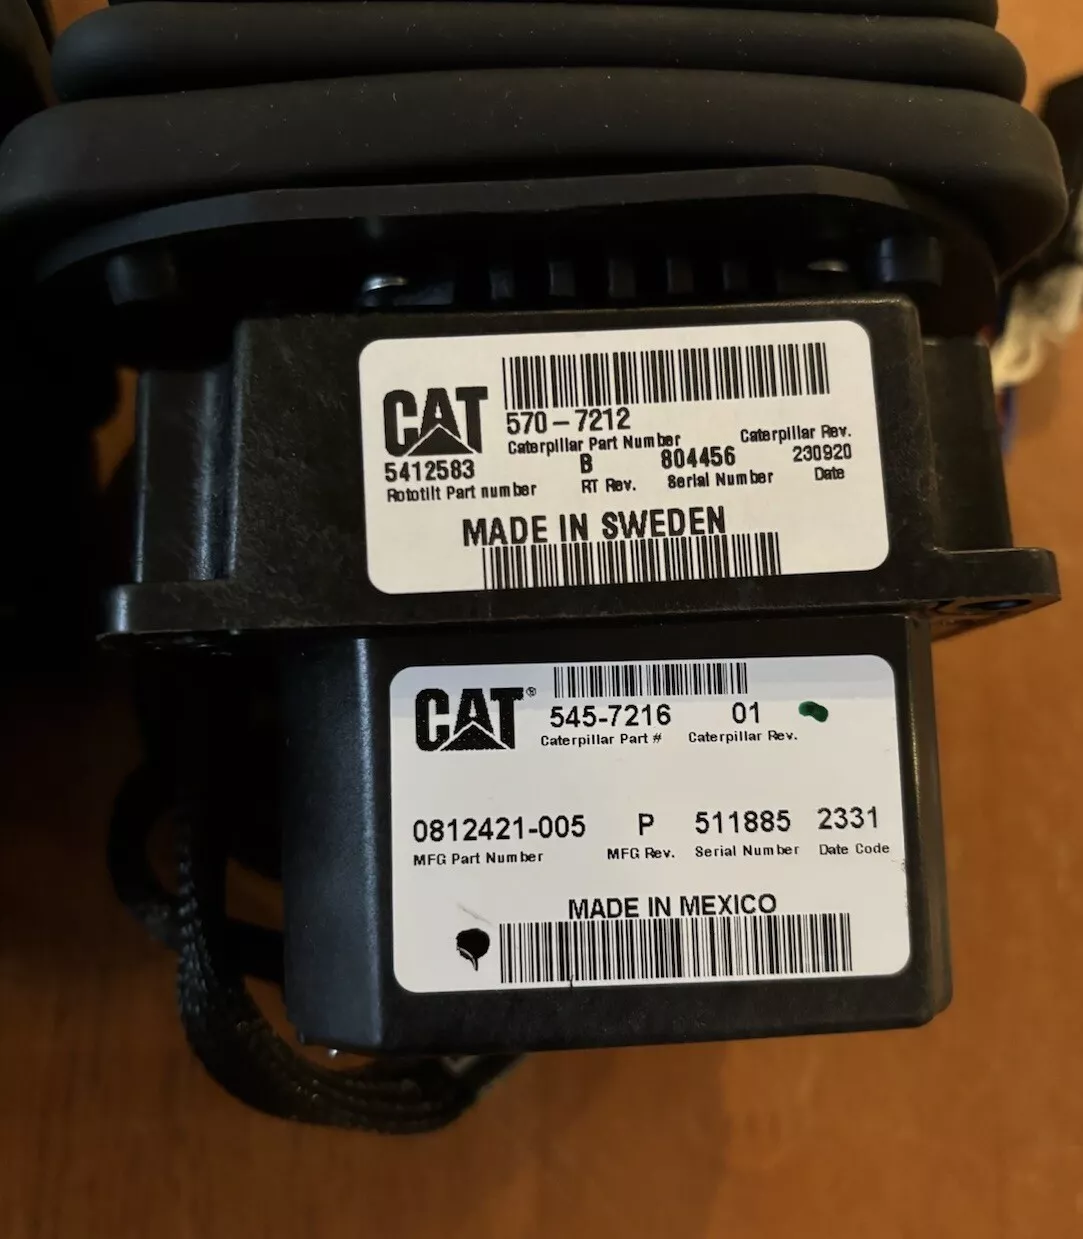 CAT
570-7212
Caterpillar Part Number
Caterpillar Rev.
5412583
B
804456
230920
Rototilt Part number
RT Rev.
Serial Number
Date
MADE IN SWEDEN
CAT®
545-7216
01
Caterpillar Part #
Caterpillar Rev.
0812421-005
P
511885
2331
MFG Part Number
MFG Rev.
Serial Number
Date Code
MADE IN MEXICO